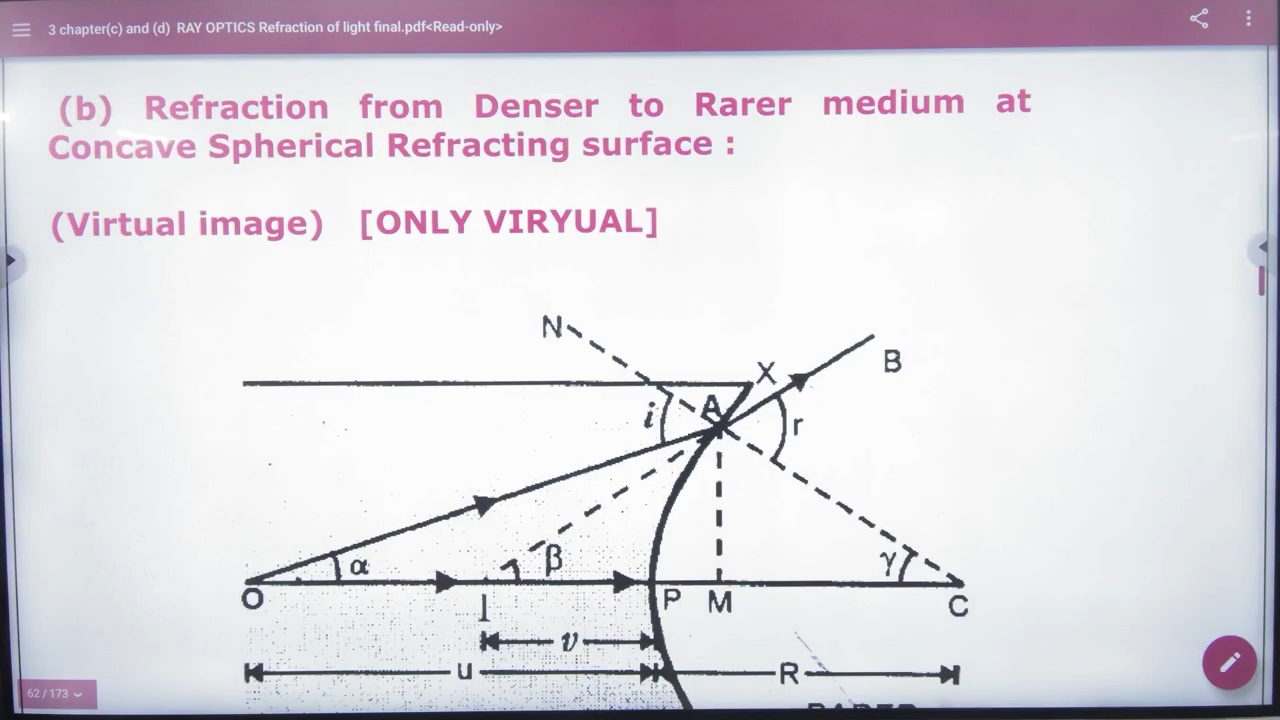 3 chapter(c) and (d) RAY OPTICS Refraction of light final.pdf<Read-only>
(b) Refraction from Denser to Rarer medium at
Concave Spherical Refracting surface :
(Virtual image) [ONLY VIRYUAL]
N
B
X
A
i
r
α
β
γ
O
I
P
M
C
v
u
R
62 / 173